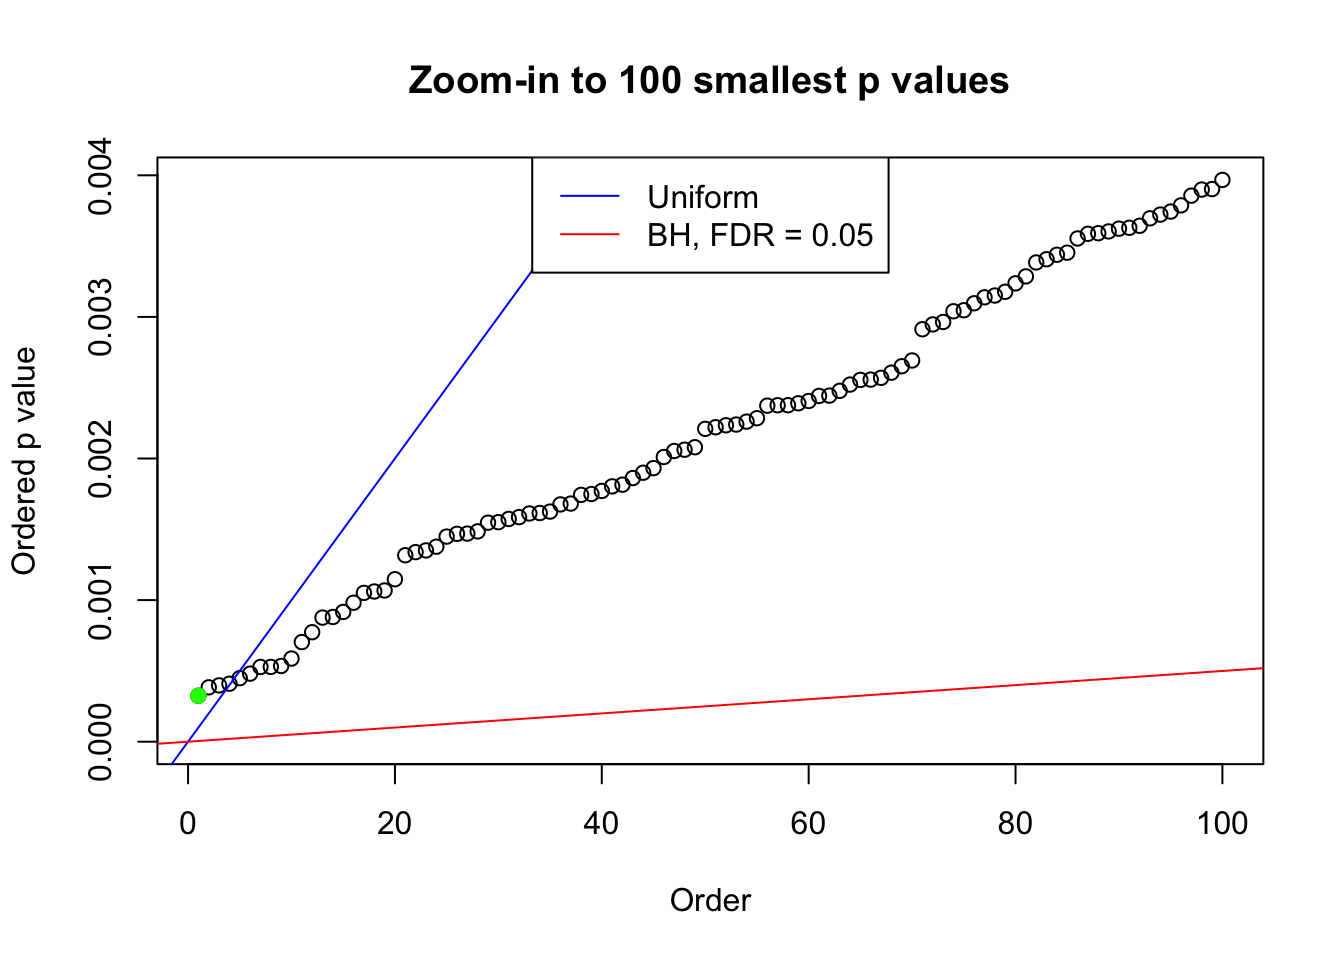 Zoom-in to 100 smallest p values
Uniform
BH, FDR = 0.05
Ordered p value
0.004
0.003
0.002
0.001
0.000
0 20 40 60 80 100
Order